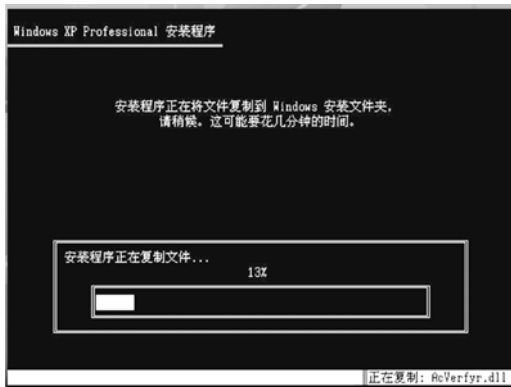 Windows XP Professional 安装程序
安装程序正在将文件复制到 Windows 安装文件夹,
请稍候。这可能要花几分钟的时间。
安装程序正在复制文件...
13%
正在复制: AcVerfyr.dll